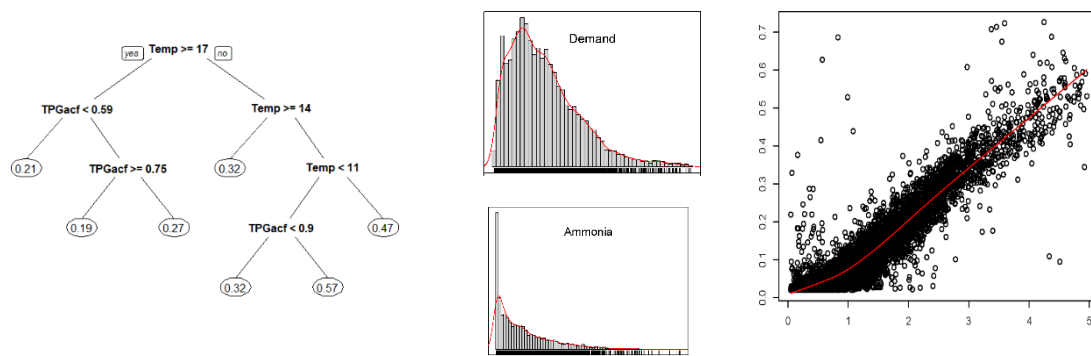 yes
Temp >= 17
no
TPGacf < 0.59
Temp >= 14
0.21
TPGacf >= 0.75
0.32
Temp < 11
0.19
0.27
TPGacf < 0.9
0.47
0.32
0.57
Demand
Ammonia
0.7
0.6
0.5
0.4
0.3
0.2
0.1
0.0
0
1
2
3
4
5